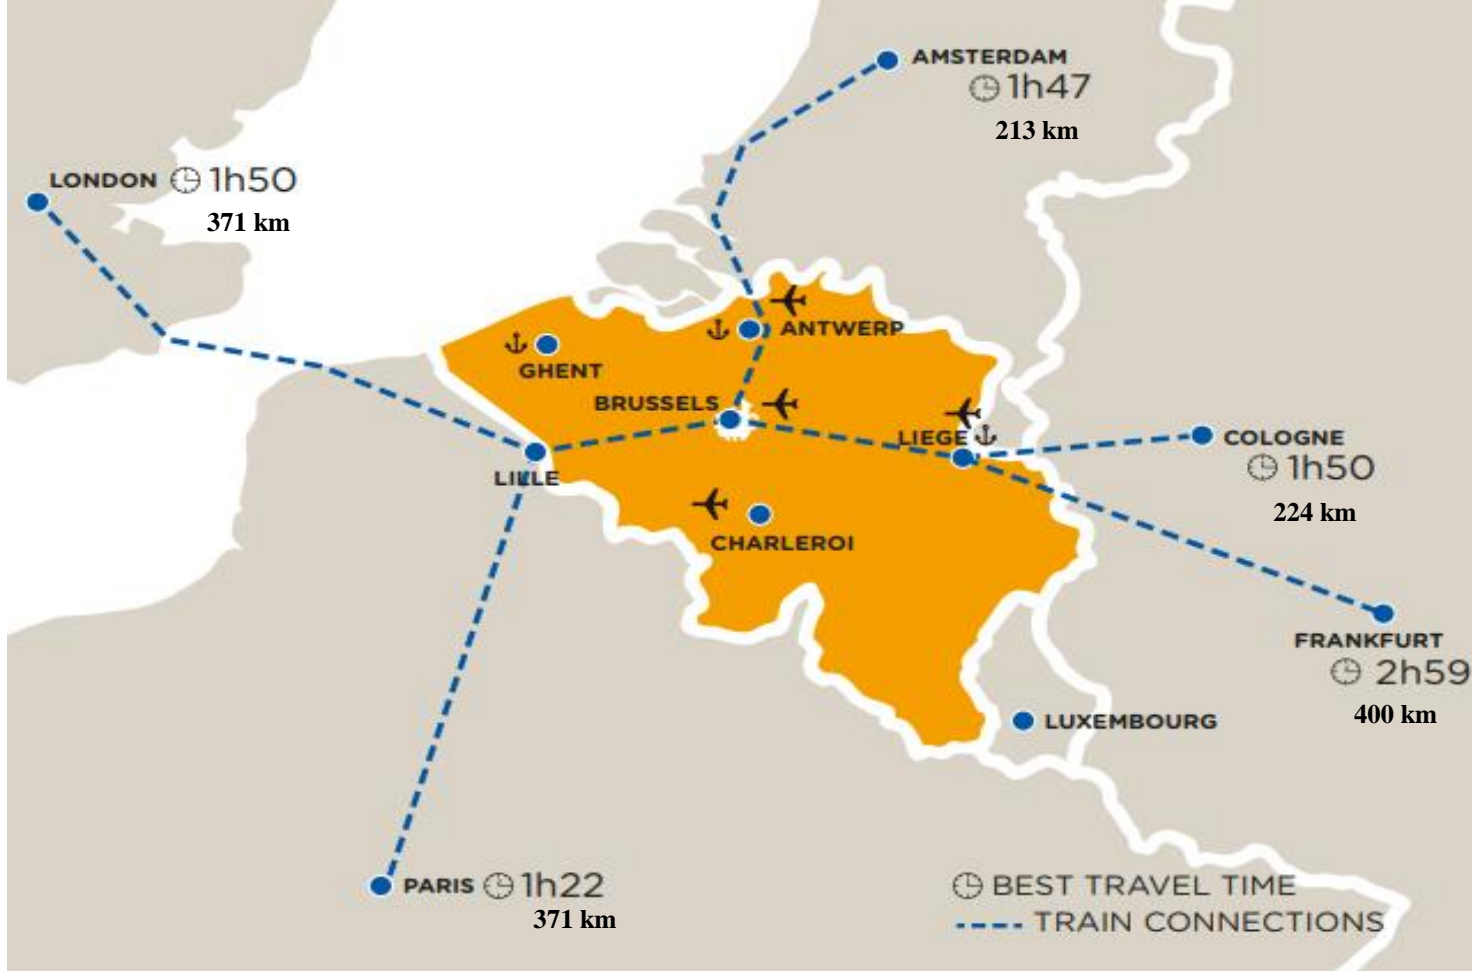 AMSTERDAM
1h47
213 km
LONDON 1h50
371 km
ANTWERP
GHENT
BRUSSELS
LIEGE
COLOGNE
1h50
224 km
LILLE
CHARLEROI
FRANKFURT
2h59
400 km
LUXEMBOURG
PARIS 1h22
371 km
BEST TRAVEL TIME
TRAIN CONNECTIONS